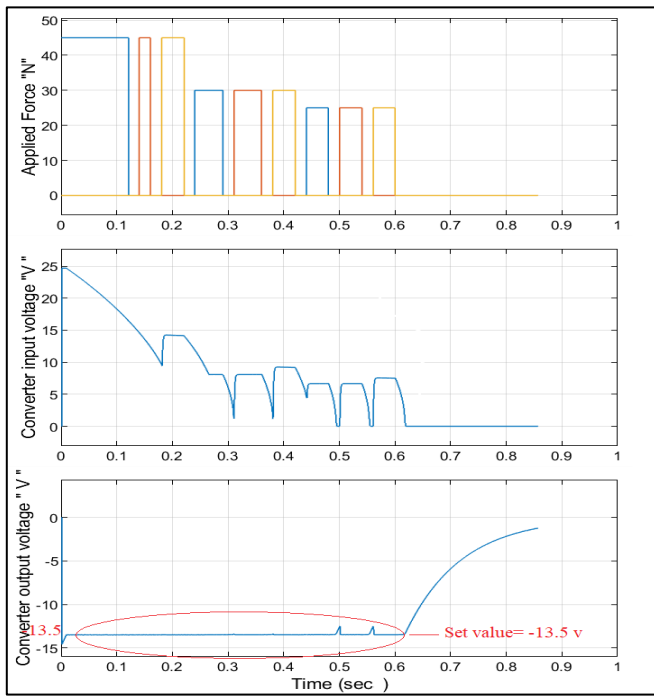 Applied Force "N"
50
40
30
20
10
0
0 0.1 0.2 0.3 0.4 0.5 0.6 0.7 0.8 0.9 1
Converter input voltage "V"
25
20
15
10
5
0
0 0.1 0.2 0.3 0.4 0.5 0.6 0.7 0.8 0.9 1
Converter output voltage " V "
0
-5
-10
-13.5
-15
Set value= -13.5 v
0 0.1 0.2 0.3 0.4 0.5 0.6 0.7 0.8 0.9 1
Time (sec )